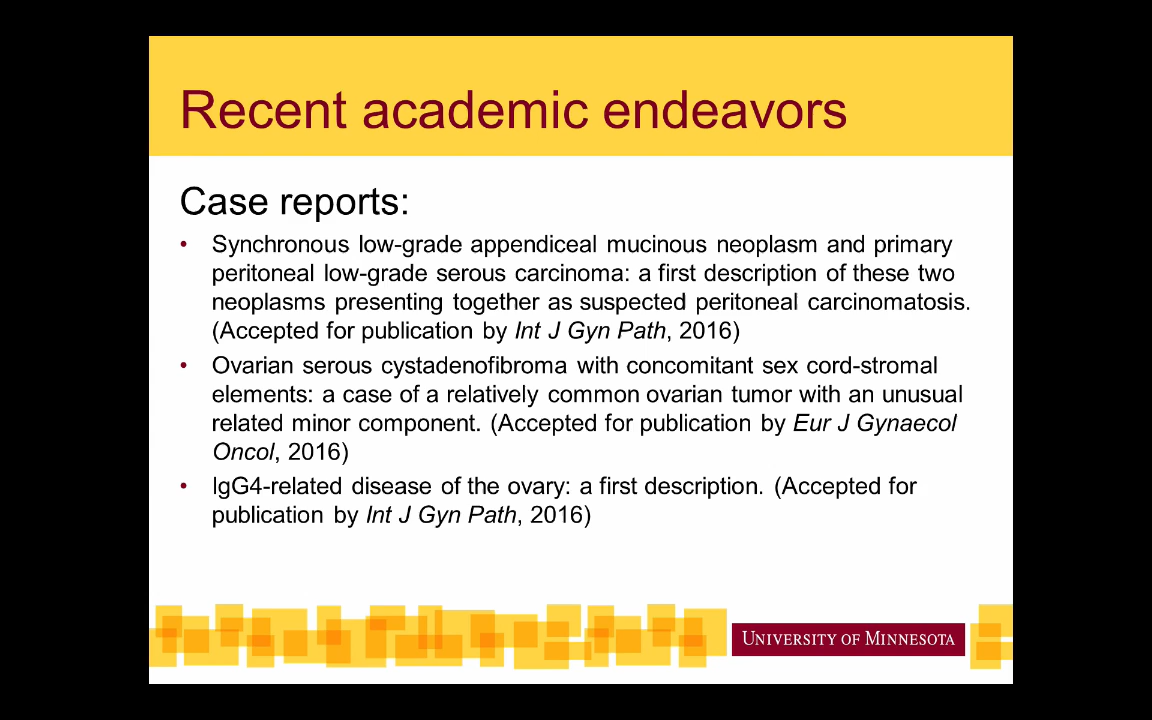 Recent academic endeavors
Case reports:
• Synchronous low-grade appendiceal mucinous neoplasm and primary
peritoneal low-grade serous carcinoma: a first description of these two
neoplasms presenting together as suspected peritoneal carcinomatosis.
(Accepted for publication by Int J Gyn Path, 2016)
• Ovarian serous cystadenofibroma with concomitant sex cord-stromal
elements: a case of a relatively common ovarian tumor with an unusual
related minor component. (Accepted for publication by Eur J Gynaecol
Oncol, 2016)
• IgG4-related disease of the ovary: a first description. (Accepted for
publication by Int J Gyn Path, 2016)
UNIVERSITY OF MINNESOTA